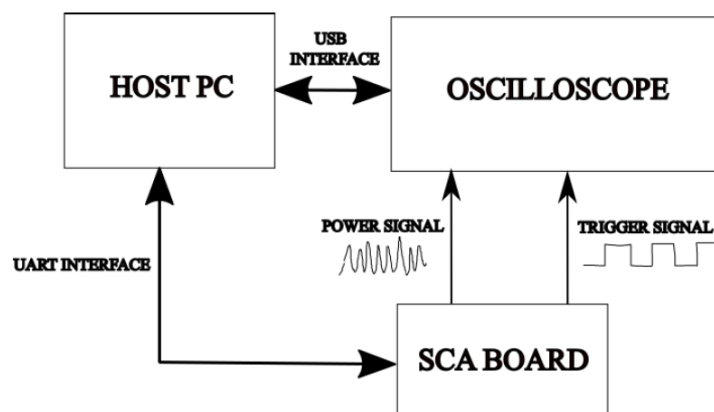 USB
INTERFACE
HOST PC
OSCILLOSCOPE
POWER SIGNAL
TRIGGER SIGNAL
UART INTERFACE
SCA BOARD